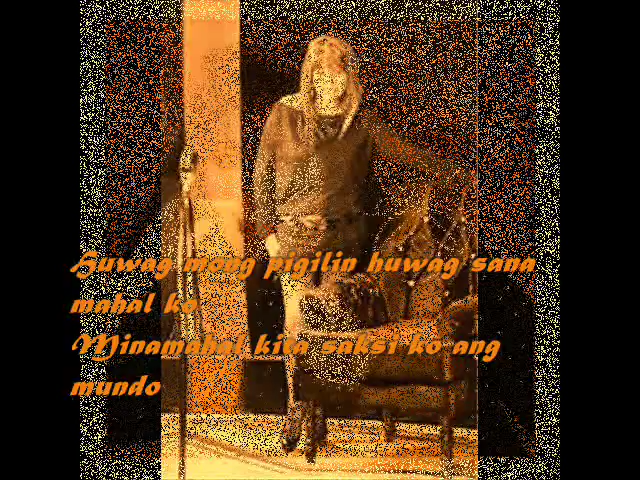 Huwag mong pigilin huwag sana
mahal ko
Minamahal kita saksi ko ang
mundo